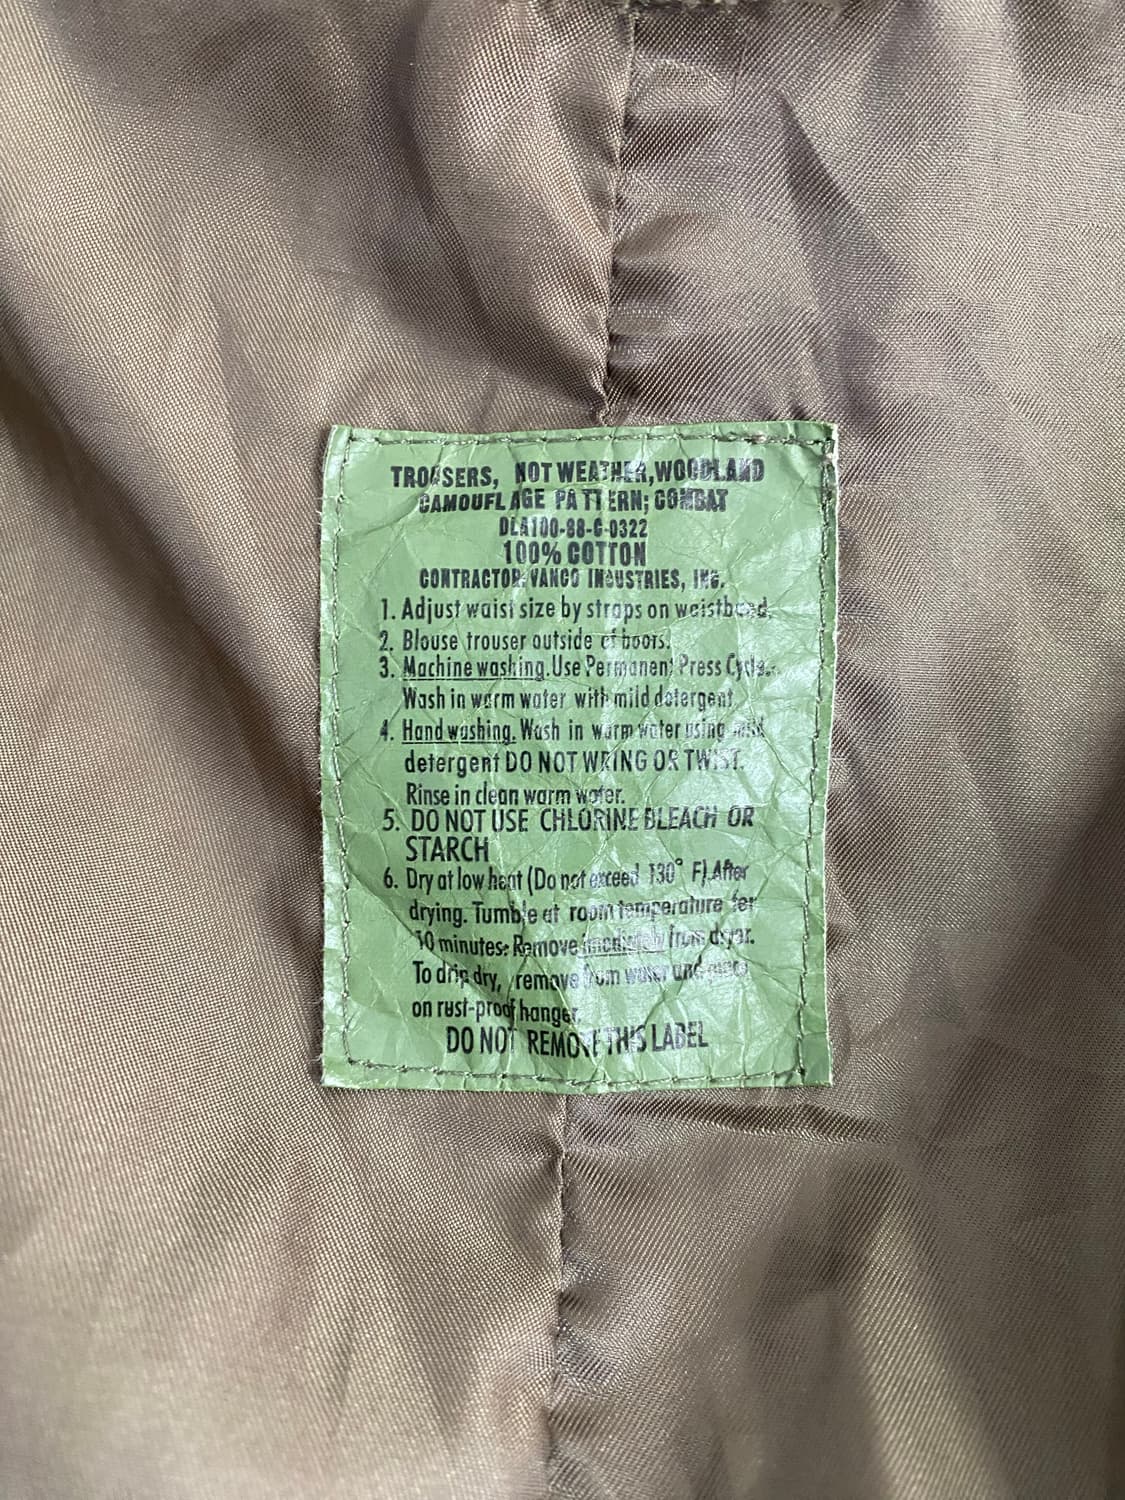 TROUSERS, NOT WEATHER, WOODLAND
CAMOUFLAGE PATTERN; COMBAT
DLA100-88-C-0322
100% COTTON
CONTRACTOR: VANCO INDUSTRIES, INC.
1. Adjust waist size by straps on waistband.
2. Blouse trouser outside of boots.
3. Machine washing. Use Permanent Press Cycle.
Wash in warm water with mild detergent
4. Hand washing. Wash in warm water using mild
detergent DO NOT WRING OR TWIST.
Rinse in clean warm water.
5. DO NOT USE CHLORINE BLEACH OR
STARCH
6. Dry at low heat (Do not exceed 130° F). After
drying. Tumble at room temperature for
10 minutes. Remove from dryer.
To drip dry, remove from water and place
on rust-proof hanger.
DO NOT REMOVE THIS LABEL